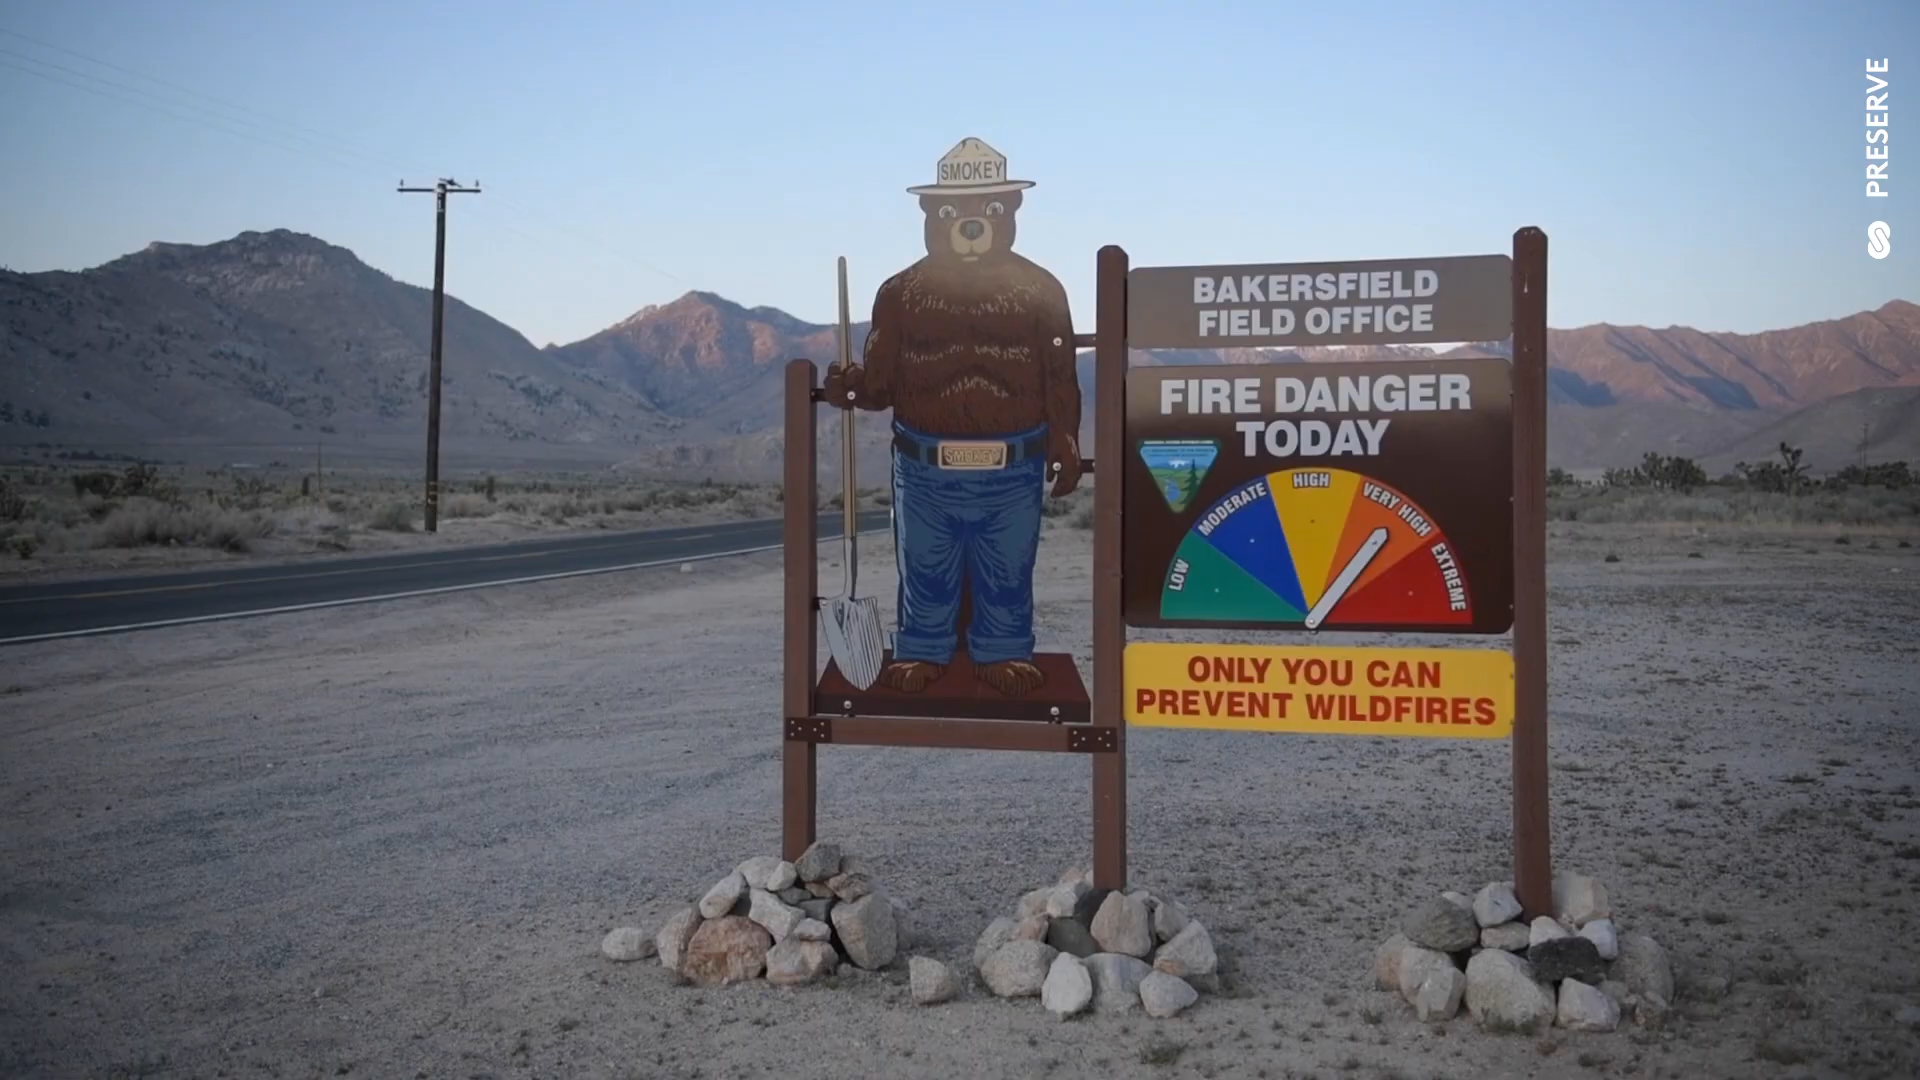 SMOKEY
SMOKEY
BAKERSFIELD
FIELD OFFICE
FIRE DANGER
TODAY
LOW
MODERATE
HIGH
VERY HIGH
EXTREME
ONLY YOU CAN
PREVENT WILDFIRES
PRESERVE